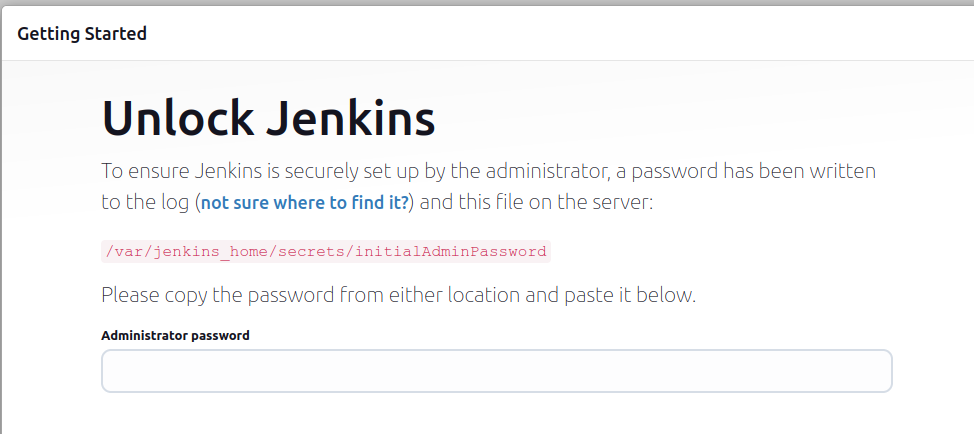 Getting Started
Unlock Jenkins
To ensure Jenkins is securely set up by the administrator, a password has been written
to the log (not sure where to find it?) and this file on the server:
/var/jenkins_home/secrets/initialAdminPassword
Please copy the password from either location and paste it below.
Administrator password